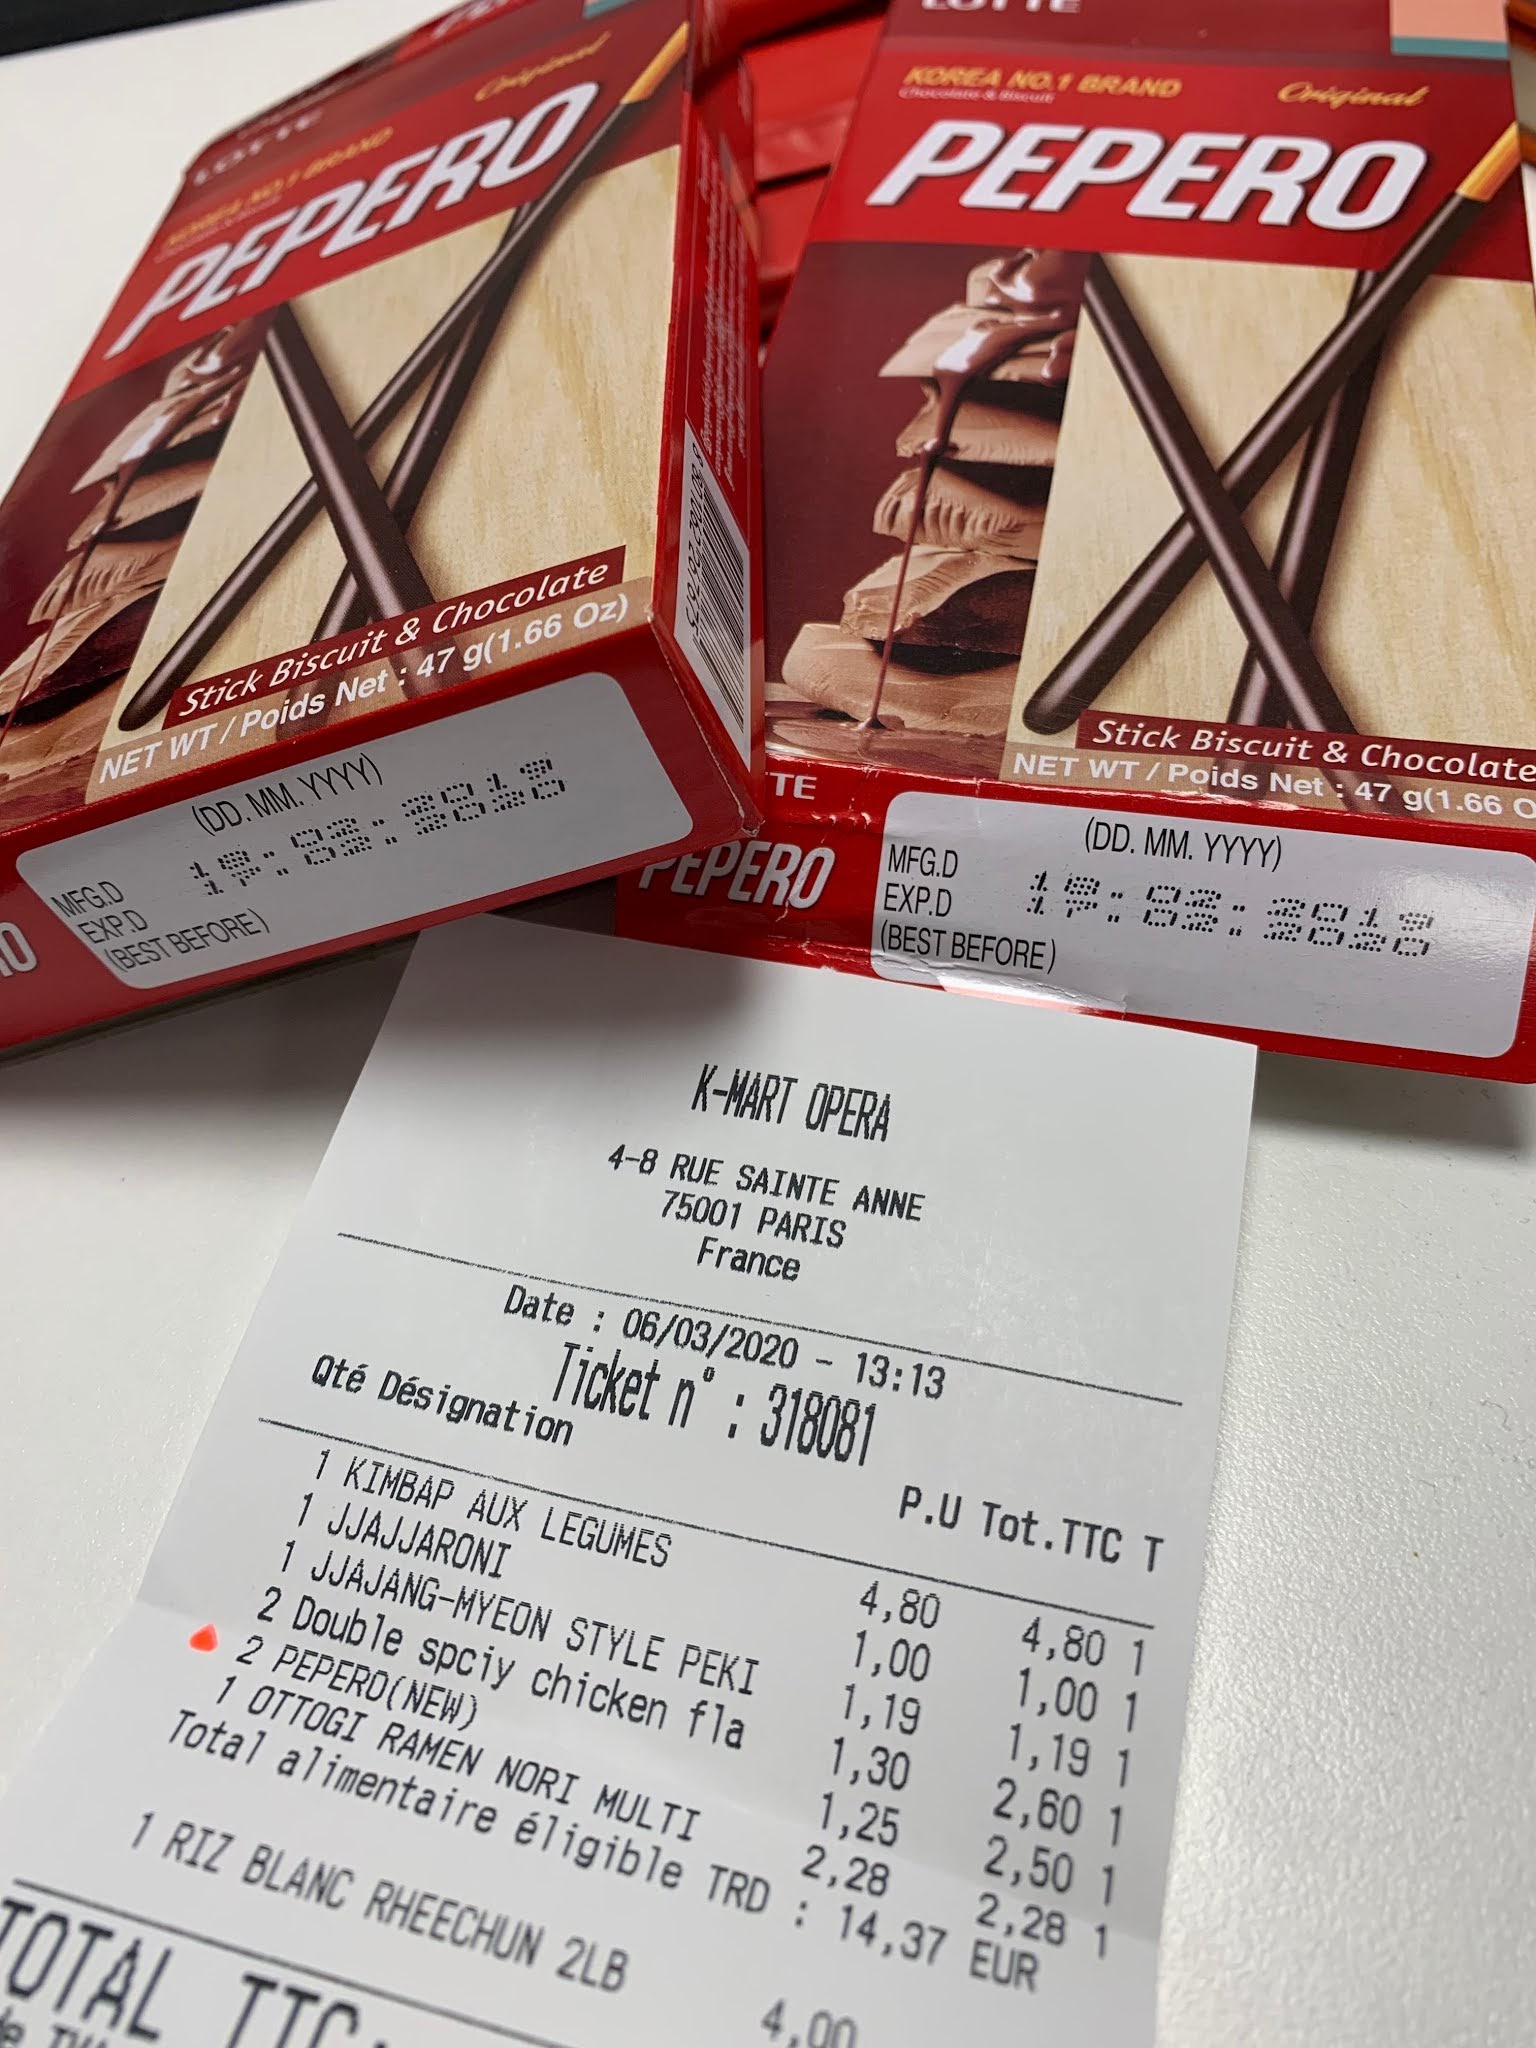 LOTTE
KOREA NO.1 BRAND
Chocolate & Biscuit
Original
PEPERO
Stick Biscuit & Chocolate
NET WT / Poids Net : 47 g(1.66 Oz)
(DD. MM. YYYY)
MFG.D
EXP.D
(BEST BEFORE)
LOTTE
KOREA NO.1 BRAND
Chocolate & Biscuit
Original
PEPERO
Stick Biscuit & Chocolate
NET WT / Poids Net : 47 g(1.66 O
TTE
PEPERO
(DD. MM. YYYY)
MFG.D
EXP.D
(BEST BEFORE)
K-MART OPERA
4-8 RUE SAINTE ANNE
75001 PARIS
France
Date : 06/03/2020 - 13:13
Ticket n° : 318081
Qté Désignation P.U Tot.TTC T
1 KIMBAP AUX LEGUMES 4,80 4,80 1
1 JJAJJARONI 1,00 1,00 1
1 JJAJANG-MYEON STYLE PEKI 1,19 1,19 1
2 Double spciy chicken fla 1,30 2,60 1
2 PEPERO(NEW) 1,25 2,50 1
1 OTTOGI RAMEN NORI MULTI 2,28 2,28 1
Total alimentaire éligible TRD : 14,37 EUR
1 RIZ BLANC RHEECHUN 2LB 4,00
TOTAL TTC